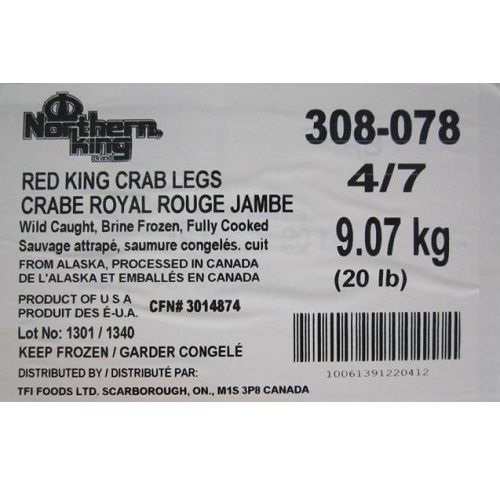 Northern
King
BRAND
RED KING CRAB LEGS
CRABE ROYAL ROUGE JAMBE
Wild Caught, Brine Frozen, Fully Cooked
Sauvage attrapé, saumure congelés. cuit
FROM ALASKA, PROCESSED IN CANADA
DE L'ALASKA ET EMBALLÉS EN CANADA
PRODUCT OF U S A
PRODUIT DES É-U.A.
CFN# 3014874
Lot No: 1301 / 1340
KEEP FROZEN / GARDER CONGELÉ
DISTRIBUTED BY / DISTRIBUTÉ PAR:
TFI FOODS LTD. SCARBOROUGH, ON., M1S 3P8 CANADA
308-078
4/7
9.07 kg
(20 lb)
10061391220412